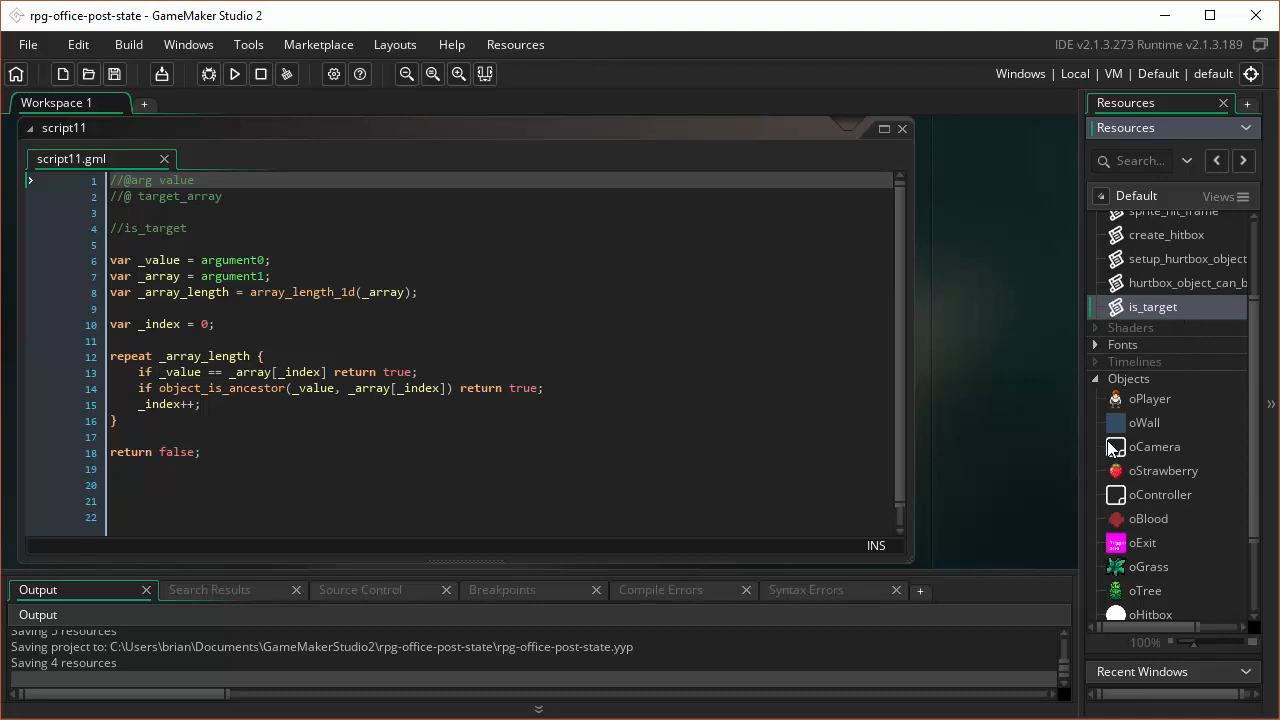 rpg-office-post-state - GameMaker Studio 2
File Edit Build Windows Tools Marketplace Layouts Help Resources
IDE v2.1.3.273 Runtime v2.1.3.189
Windows | Local | VM | Default | default
Workspace 1
+
script11
script11.gml
1 //@arg value
2 //@ target_array
3
4 //is_target
5
6 var _value = argument0;
7 var _array = argument1;
8 var _array_length = array_length_1d(_array);
9
10 var _index = 0;
11
12 repeat _array_length {
13 if _value == _array[_index] return true;
14 if object_is_ancestor(_value, _array[_index]) return true;
15 _index++;
16 }
17
18 return false;
19
20
21
22
INS
Resources
+
Resources
Search...
Default
Views
sprite_hit_frame
create_hitbox
setup_hurtbox_object
hurtbox_object_can_b
is_target
Shaders
Fonts
Timelines
Objects
oPlayer
oWall
oCamera
oStrawberry
oController
oBlood
oExit
oGrass
oTree
oHitbox
100%
Recent Windows
Output
Search Results
Source Control
Breakpoints
Compile Errors
Syntax Errors
+
Output
Saving 5 resources
Saving project to: C:\Users\brian\Documents\GameMakerStudio2\rpg-office-post-state\rpg-office-post-state.yyp
Saving 4 resources